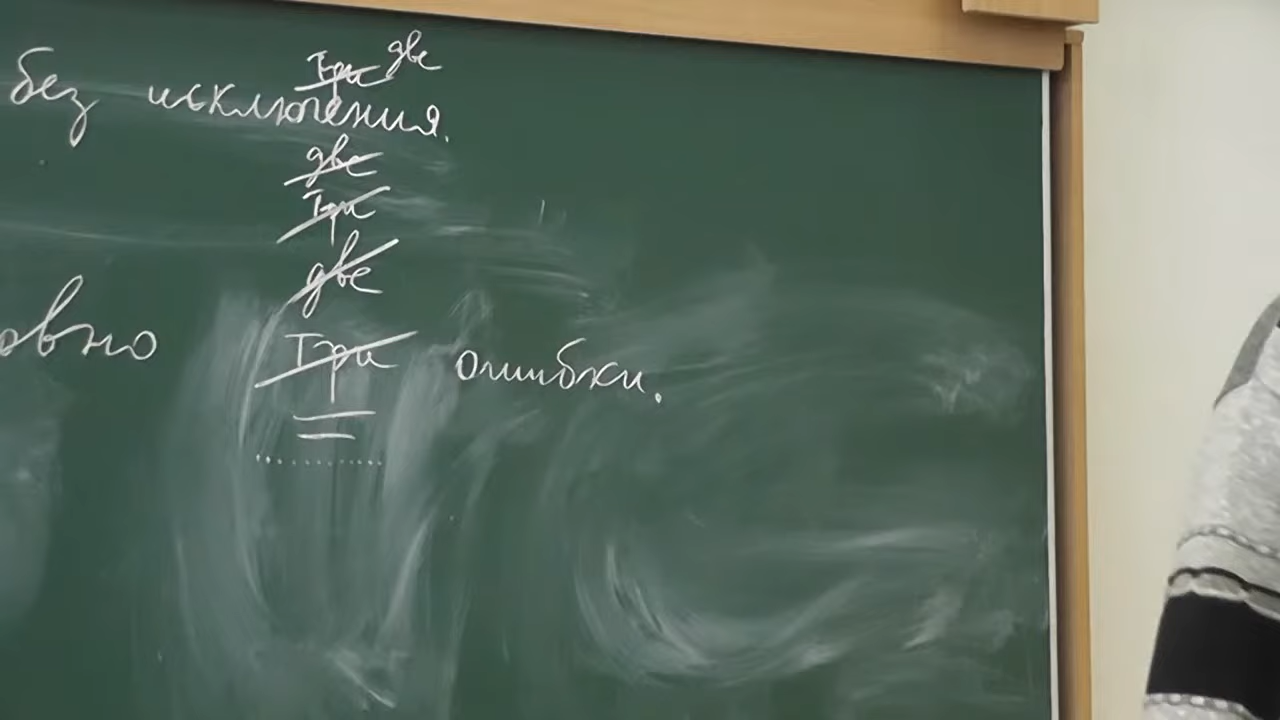 три две
без исключения.
две
три
две
овно три ошибки.